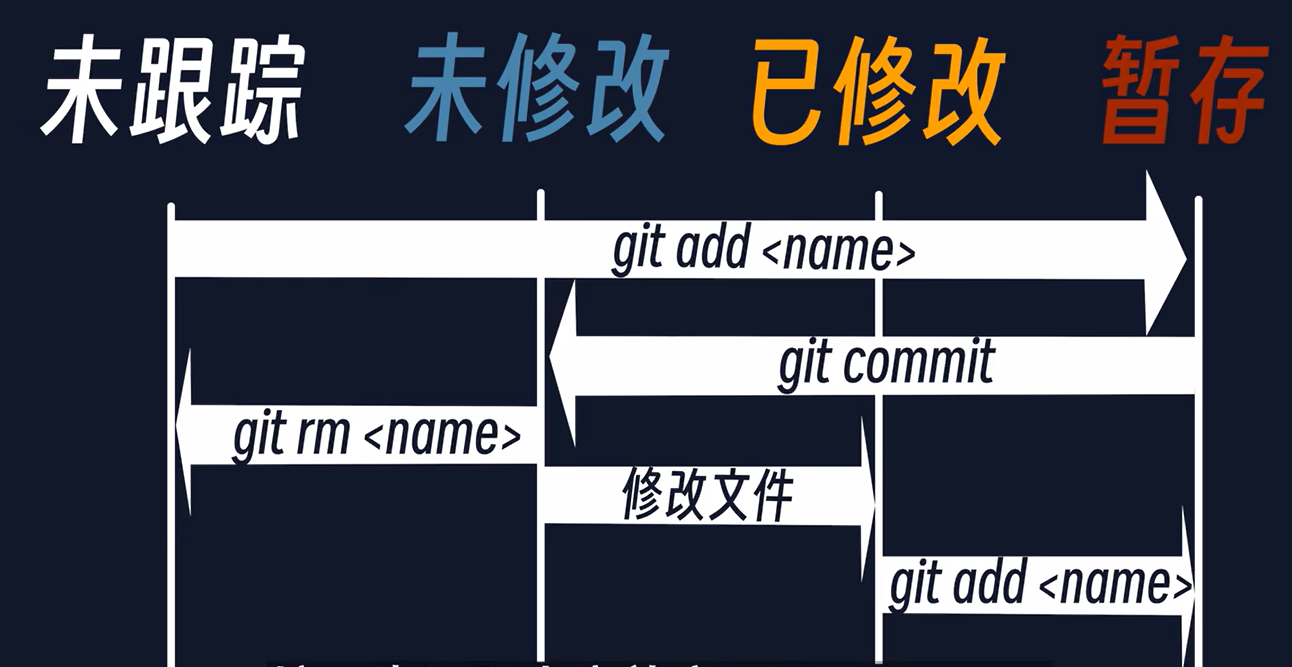 未跟踪 未修改 已修改 暂存
git add <name>
git commit
git rm <name>
修改文件
git add <name>